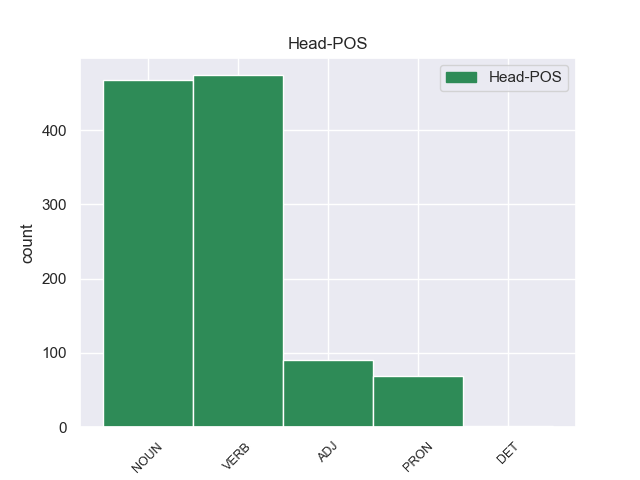 Head-POS
Head-POS
400
300
200
100
0
count
NOUN
VERB
ADJ
PRON
DET